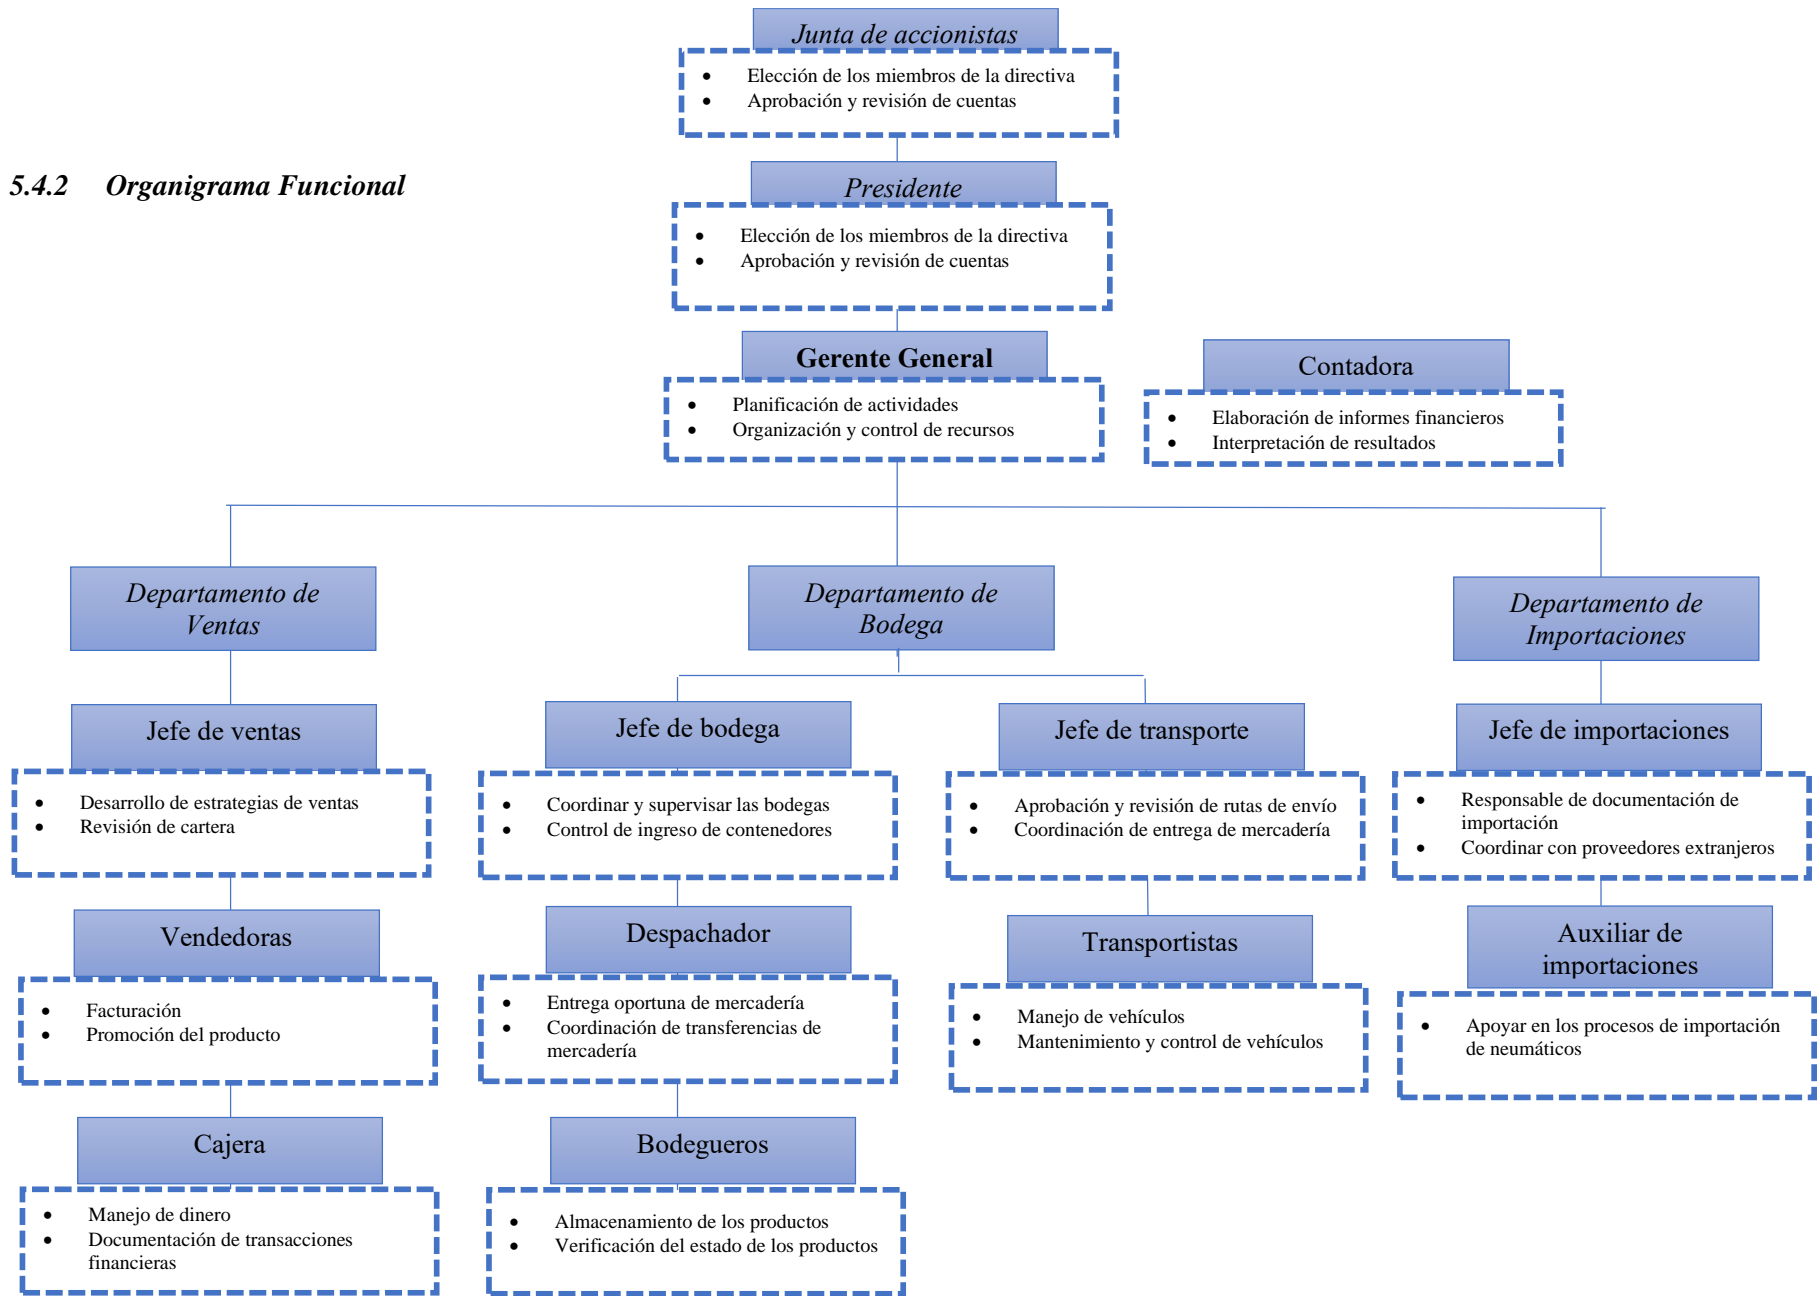 Junta de accionistas
• Elección de los miembros de la directiva
• Aprobación y revisión de cuentas
5.4.2 Organigrama Funcional
Presidente
• Elección de los miembros de la directiva
• Aprobación y revisión de cuentas
Gerente General
• Planificación de actividades
• Organización y control de recursos
Contadora
• Elaboración de informes financieros
• Interpretación de resultados
Departamento de
Ventas
Departamento de
Bodega
Departamento de
Importaciones
Jefe de ventas
• Desarrollo de estrategias de ventas
• Revisión de cartera
Jefe de bodega
• Coordinar y supervisar las bodegas
• Control de ingreso de contenedores
Jefe de transporte
• Aprobación y revisión de rutas de envío
• Coordinación de entrega de mercadería
Jefe de importaciones
• Responsable de documentación de
importación
• Coordinar con proveedores extranjeros
Vendedoras
• Facturación
• Promoción del producto
Despachador
• Entrega oportuna de mercadería
• Coordinación de transferencias de
mercadería
Transportistas
• Manejo de vehículos
• Mantenimiento y control de vehículos
Auxiliar de
importaciones
• Apoyar en los procesos de importación
de neumáticos
Cajera
• Manejo de dinero
• Documentación de transacciones
financieras
Bodegueros
• Almacenamiento de los productos
• Verificación del estado de los productos